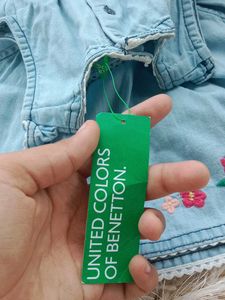 UNITED COLORS
OF BENETTON.